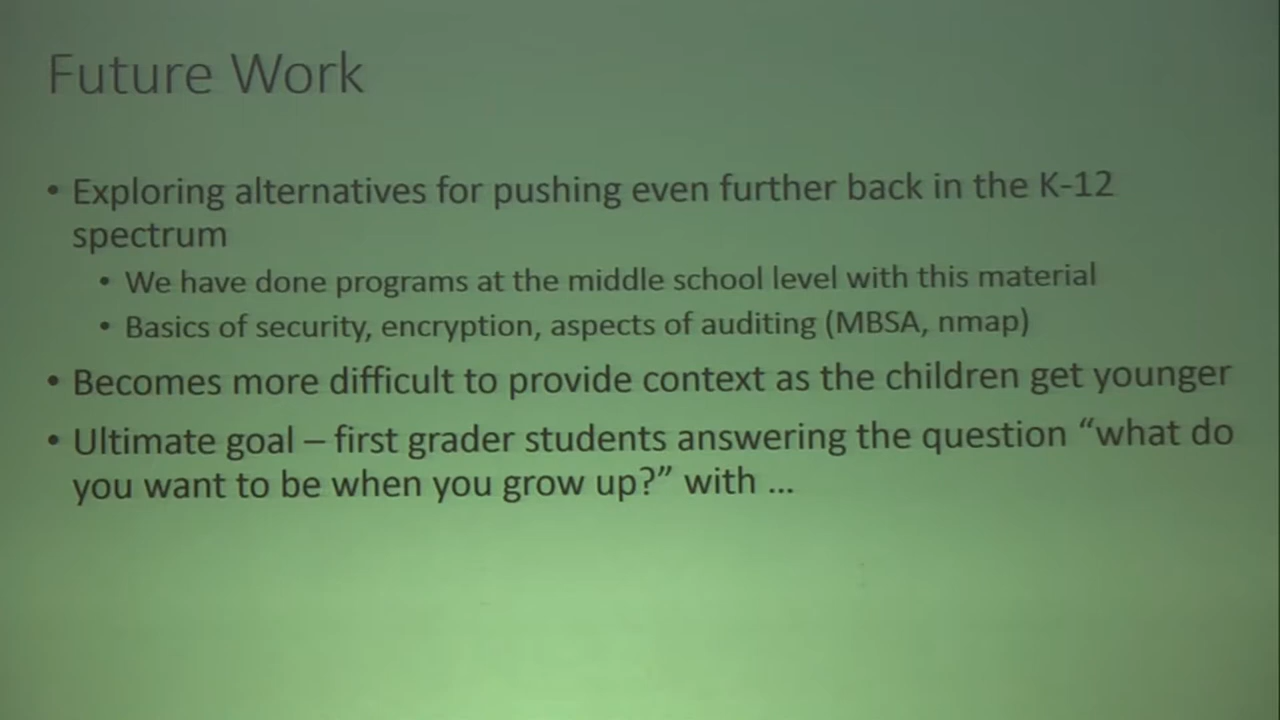 Future Work
• Exploring alternatives for pushing even further back in the K-12
spectrum
• We have done programs at the middle school level with this material
• Basics of security, encryption, aspects of auditing (MBSA, nmap)
• Becomes more difficult to provide context as the children get younger
• Ultimate goal – first grader students answering the question “what do
you want to be when you grow up?” with ...